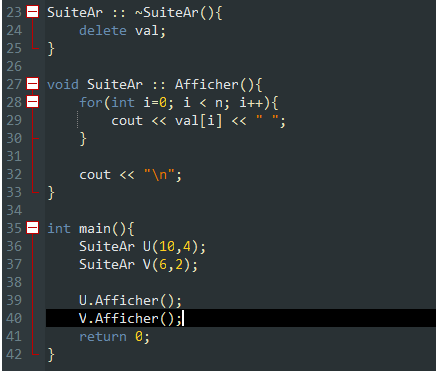 23 SuiteAr :: ~SuiteAr(){
24     delete val;
25 }
26
27 void SuiteAr :: Afficher(){
28     for(int i=0; i < n; i++){
29         cout << val[i] << " ";
30     }
31
32     cout << "\n";
33 }
34
35 int main(){
36     SuiteAr U(10,4);
37     SuiteAr V(6,2);
38
39     U.Afficher();
40     V.Afficher();
41     return 0;
42 }